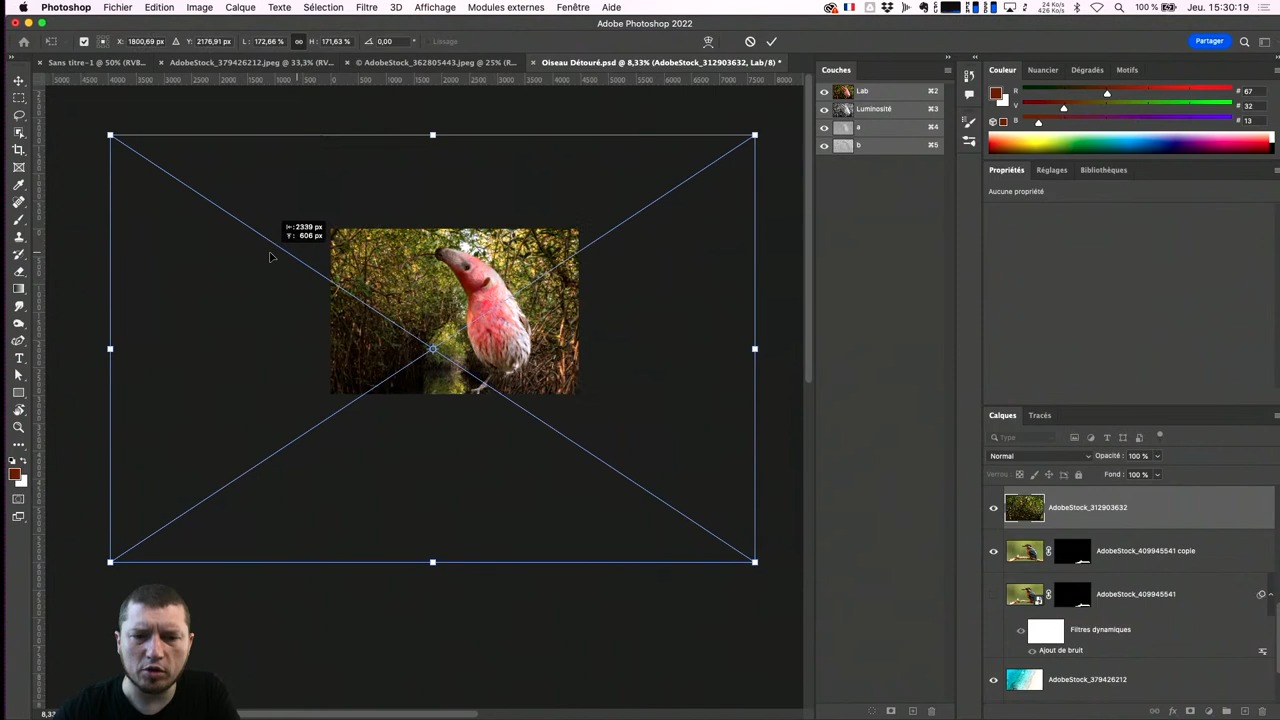 Photoshop Fichier Edition Image Calque Texte Sélection Filtre 3D Affichage Modules externes Fenêtre Aide 24 Ko/s 426 Ko/s 100 % Jeu. 15:30:19
Adobe Photoshop 2022
X: 1800,69 px Y: 2176,91 px L: 172,66 % H: 171,63 % 0,00 Lissage Partager
Sans titre-1 @ 50% (RVB... AdobeStock_379426212.jpeg @ 33,3% (RV... © AdobeStock_362805443.jpeg @ 25% (R... Oiseau Détouré.psd @ 8,33% (AdobeStock_312903632, Lab/8) *
Couches
Lab ⌘2
Luminosité ⌘3
a ⌘4
b ⌘5
Couleur Nuancier Dégradés Motifs
R 67
V 32
B 13
Propriétés Réglages Bibliothèques
Aucune propriété
2339 px
606 px
Calques Tracés
Type
Normal Opacité : 100 %
Verrou : Fond : 100 %
AdobeStock_312903632
AdobeStock_409945541 copie
AdobeStock_409945541
Filtres dynamiques
Ajout de bruit
AdobeStock_379426212